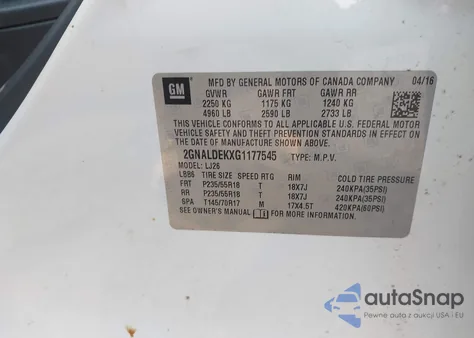 GM
MFD BY GENERAL MOTORS OF CANADA COMPANY 04/16
GVWR GAWR FRT GAWR RR
2250 KG 1175 KG 1240 KG
4960 LB 2590 LB 2733 LB
THIS VEHICLE CONFORMS TO ALL APPLICABLE U.S. FEDERAL MOTOR
VEHICLE SAFETY, BUMPER, AND THEFT PREVENTION STANDARDS IN
EFFECT ON THE DATE OF MANUFACTURE SHOWN ABOVE.
2GNALDEKXG1177545 TYPE: M.P.V.
MODEL: LJ26
LBB6 TIRE SIZE SPEED RTG RIM COLD TIRE PRESSURE
FRT P235/55R18 T 18X7J 240KPA(35PSI)
RR P235/55R18 T 18X7J 240KPA(35PSI)
SPA T145/70R17 M 17X4.5T 420KPA(60PSI)
SEE OWNER'S MANUAL FOR MORE INFORMATION.
autoSnap
Pewne auta z aukcji USA i EU